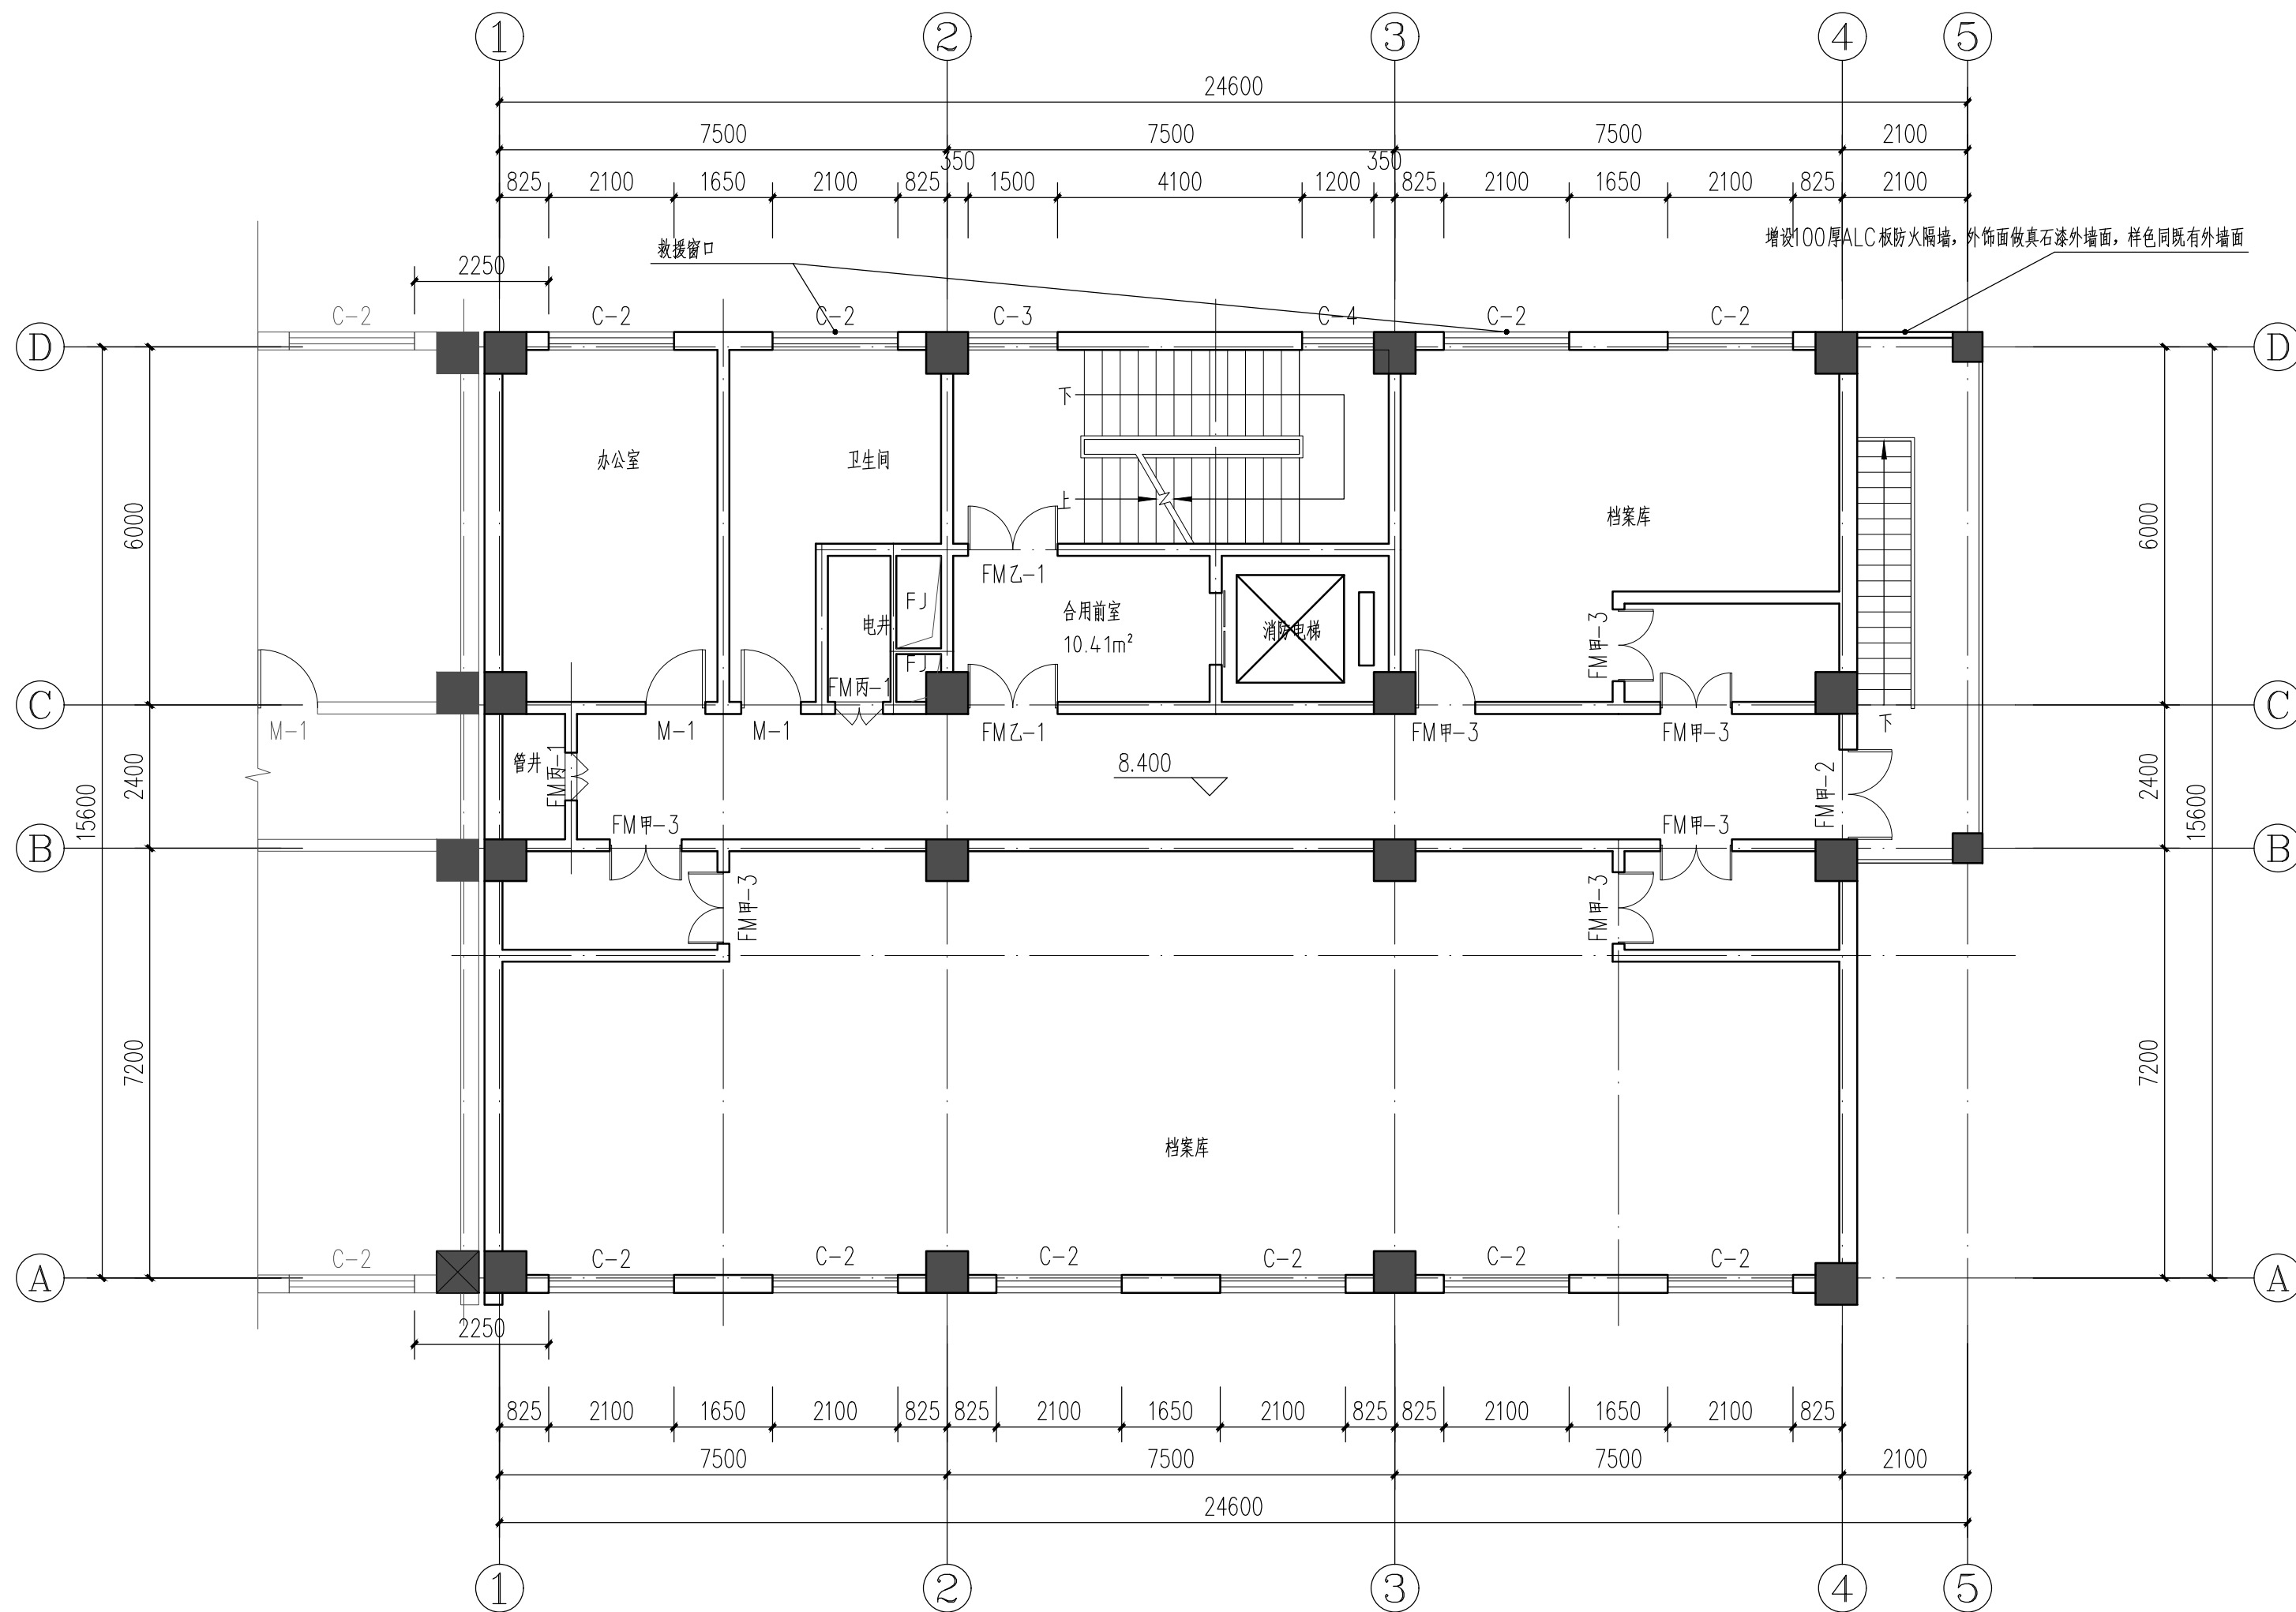 ① ② ③ ④ ⑤
24600
7500 7500 7500 2100
350 350
825 2100 1650 2100 825 1500 4100 1200 825 2100 1650 2100 825 2100
救援窗口
增设100厚ALC板防火隔墙，外饰面做真石漆外墙面，样色同既有外墙面
2250
C-2 C-2 C-2 C-3 C-4 C-2 C-2
D D
下
办公室 卫生间
上
档案库
6000 6000
FM乙-1
FJ
电井
合用前室
10.41m²
消防电梯
FM甲-3
FJ
FM丙-1
C C
M-1 M-1 M-1 FM乙-1 FM甲-3 FM甲-3 下
管井
FM丙-1
8.400
FM甲-2
2400 2400
15600 15600
FM甲-3 FM甲-3
B B
FM甲-3 FM甲-3
7200 7200
档案库
C-2 C-2 C-2 C-2 C-2 C-2 C-2
A A
2250
825 2100 1650 2100 825 825 2100 1650 2100 825 825 2100 1650 2100 825
7500 7500 7500 2100
24600
① ② ③ ④ ⑤